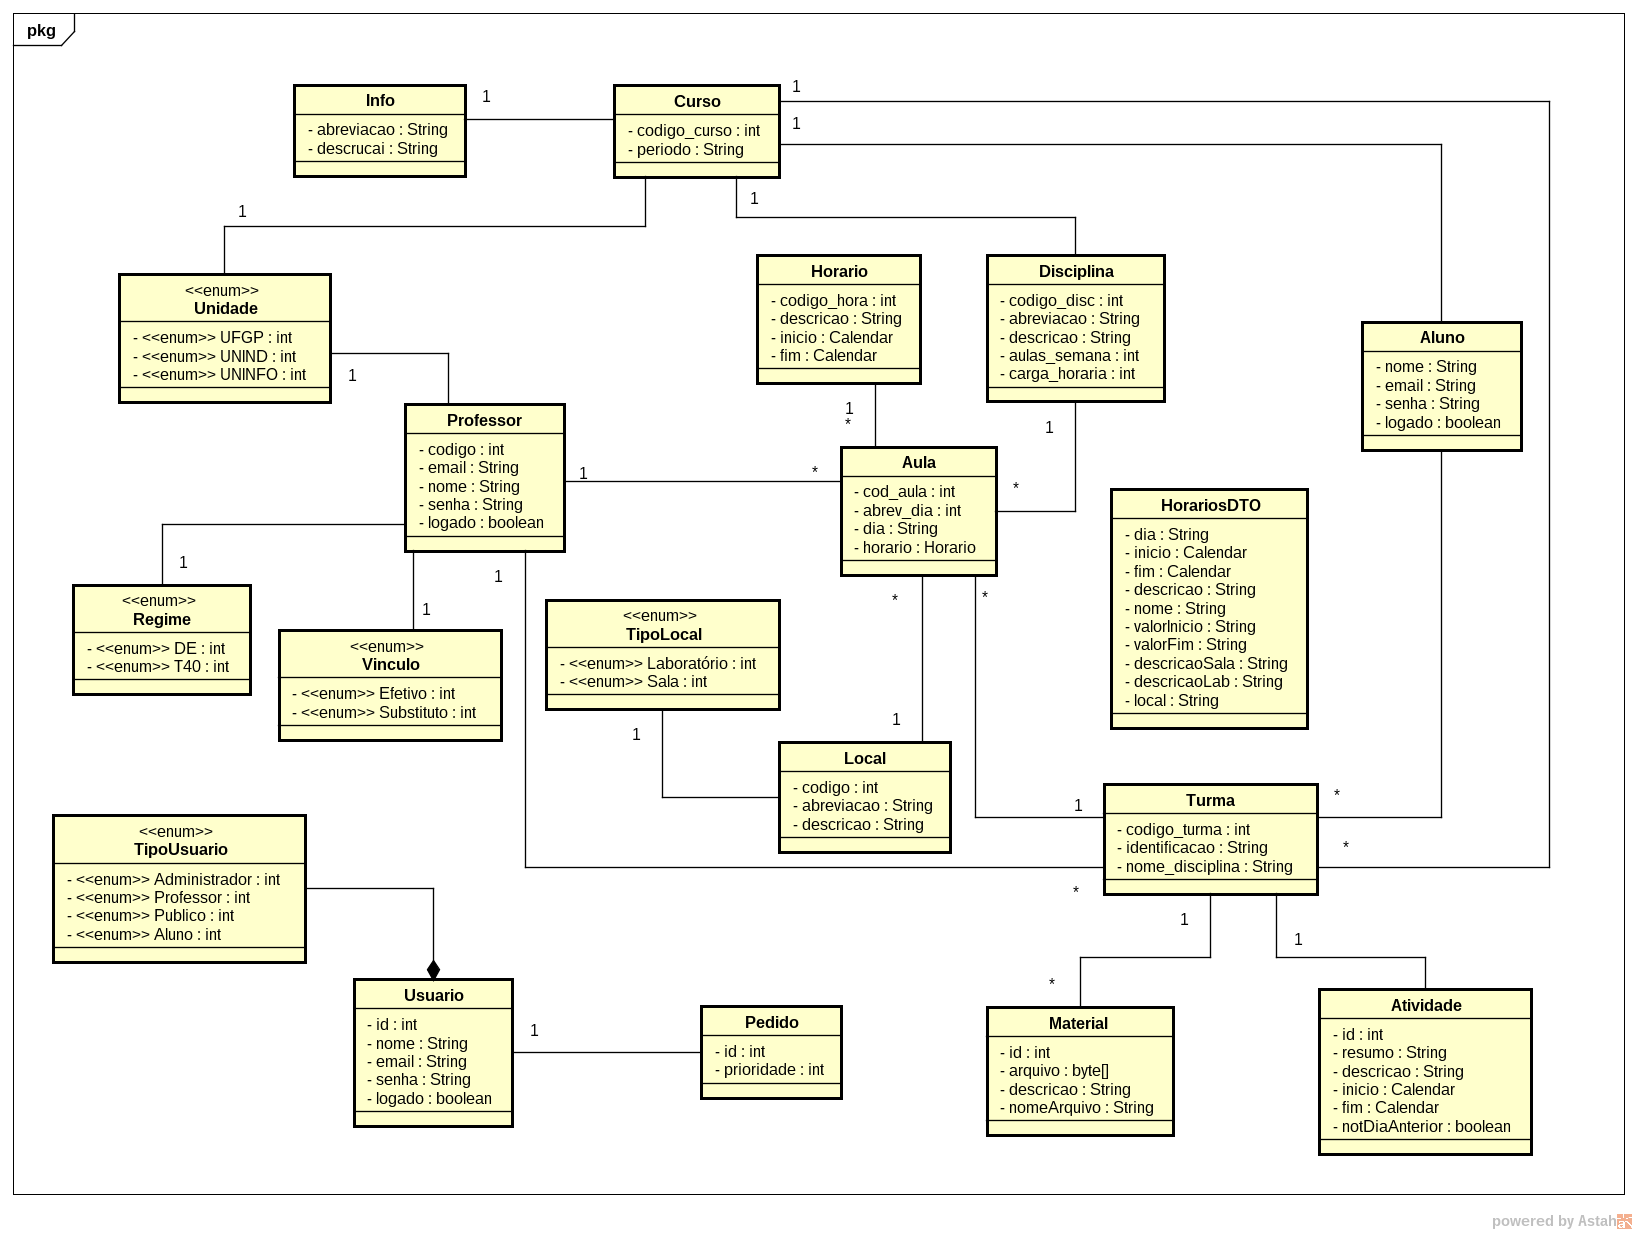 pkg
Info
- abreviacao : String
- descrucai : String
1
Curso
- codigo_curso : int
- periodo : String
1
1
1
1
<<enum>>
Unidade
- <<enum>> UFGP : int
- <<enum>> UNIND : int
- <<enum>> UNINFO : int
1
Horario
- codigo_hora : int
- descricao : String
- inicio : Calendar
- fim : Calendar
1
*
Disciplina
- codigo_disc : int
- abreviacao : String
- descricao : String
- aulas_semana : int
- carga_horaria : int
1
*
Aluno
- nome : String
- email : String
- senha : String
- logado : boolean
Professor
- codigo : int
- email : String
- nome : String
- senha : String
- logado : boolean
1
*
Aula
- cod_aula : int
- abrev_dia : int
- dia : String
- horario : Horario
*
*
HorariosDTO
- dia : String
- inicio : Calendar
- fim : Calendar
- descricao : String
- nome : String
- valorInicio : String
- valorFim : String
- descricaoSala : String
- descricaoLab : String
- local : String
1
1
1
<<enum>>
Regime
- <<enum>> DE : int
- <<enum>> T40 : int
<<enum>>
Vinculo
- <<enum>> Efetivo : int
- <<enum>> Substituto : int
<<enum>>
TipoLocal
- <<enum>> Laboratório : int
- <<enum>> Sala : int
1
1
Local
- codigo : int
- abreviacao : String
- descricao : String
1
*
*
*
Turma
- codigo_turma : int
- identificacao : String
- nome_disciplina : String
1
1
*
<<enum>>
TipoUsuario
- <<enum>> Administrador : int
- <<enum>> Professor : int
- <<enum>> Publico : int
- <<enum>> Aluno : int
Usuario
- id : int
- nome : String
- email : String
- senha : String
- logado : boolean
1
Pedido
- id : int
- prioridade : int
Material
- id : int
- arquivo : byte[]
- descricao : String
- nomeArquivo : String
Atividade
- id : int
- resumo : String
- descricao : String
- inicio : Calendar
- fim : Calendar
- notDiaAnterior : boolean
powered by Astah